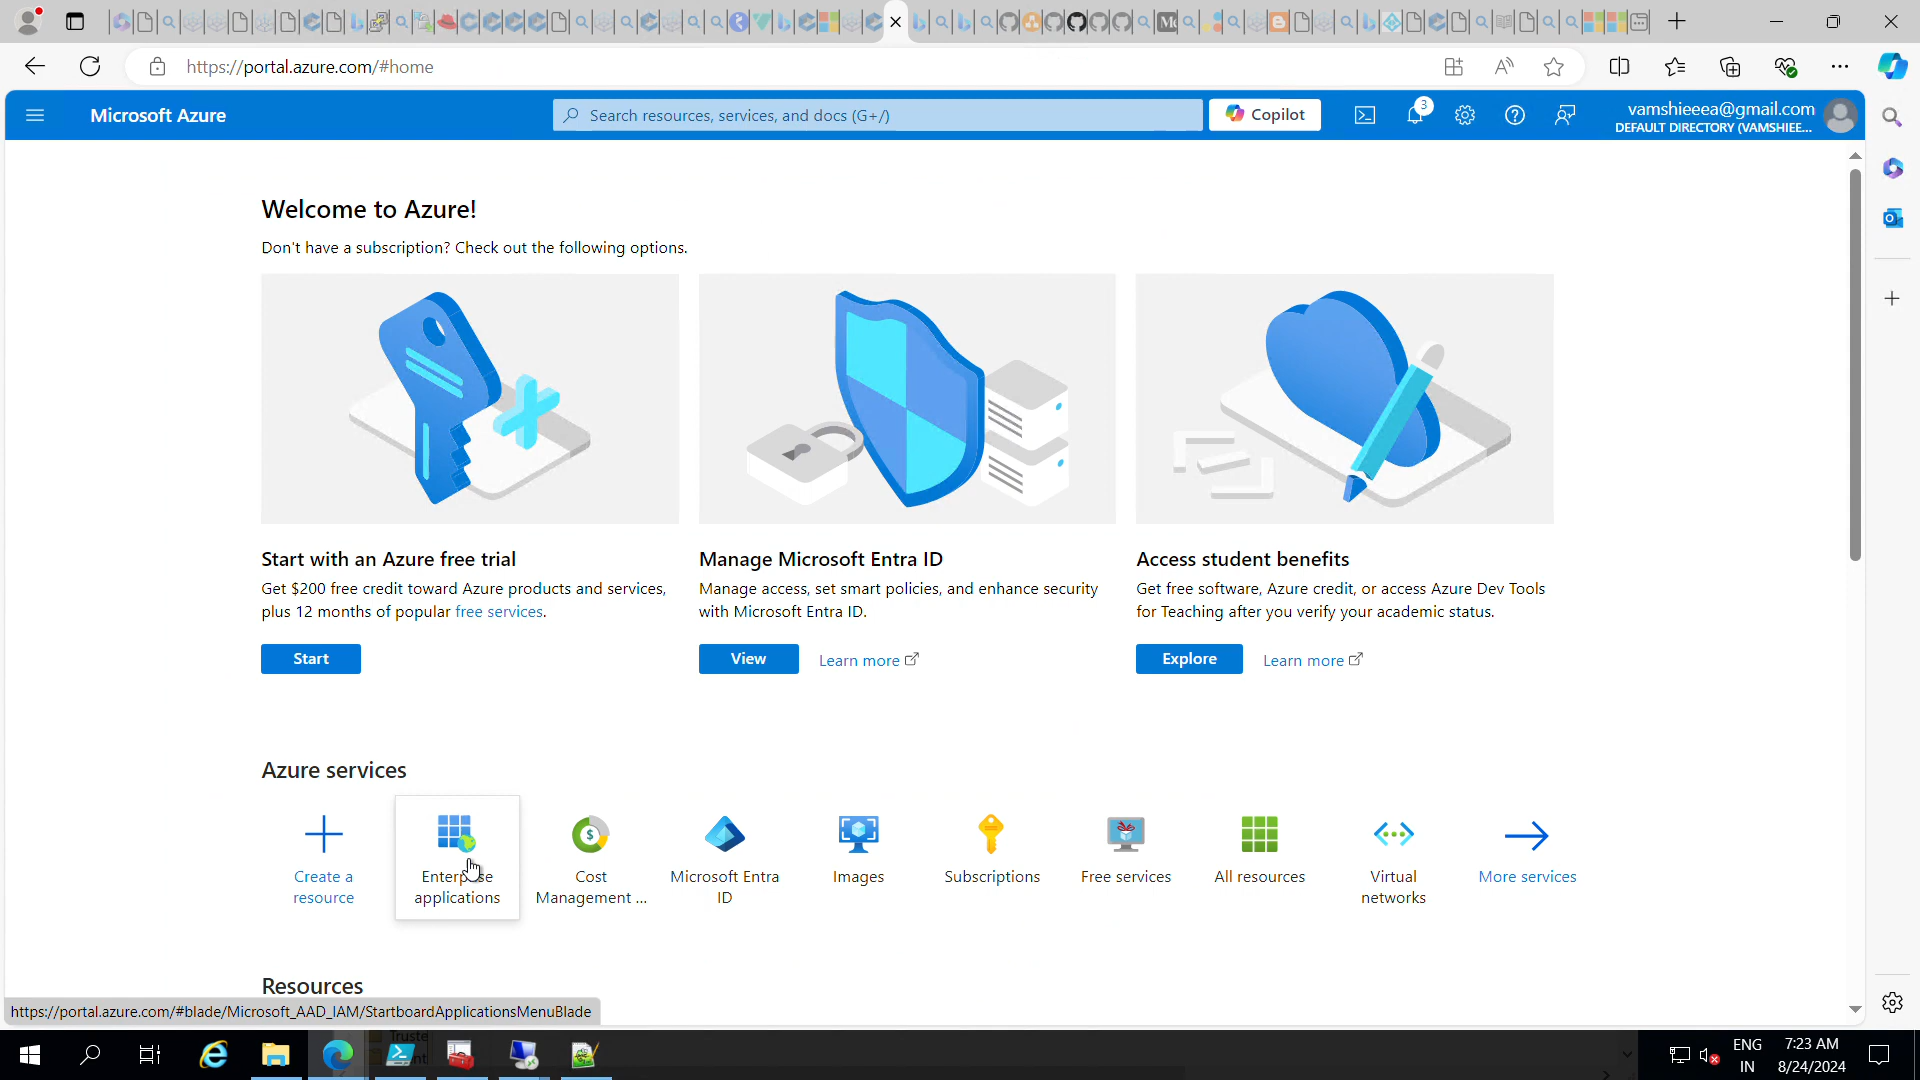 https://portal.azure.com/#home
Microsoft Azure
Search resources, services, and docs (G+/)
Copilot
3
vamshieeea@gmail.com
DEFAULT DIRECTORY (VAMSHIEE...
Welcome to Azure!
Don't have a subscription? Check out the following options.
Start with an Azure free trial
Get $200 free credit toward Azure products and services,
plus 12 months of popular free services.
Start
Manage Microsoft Entra ID
Manage access, set smart policies, and enhance security
with Microsoft Entra ID.
View
Learn more
Access student benefits
Get free software, Azure credit, or access Azure Dev Tools
for Teaching after you verify your academic status.
Explore
Learn more
Azure services
Create a
resource
Enterprise
applications
Cost
Management ...
Microsoft Entra
ID
Images
Subscriptions
Free services
All resources
Virtual
networks
More services
Resources
https://portal.azure.com/#blade/Microsoft_AAD_IAM/StartboardApplicationsMenuBlade
ENG
IN
7:23 AM
8/24/2024